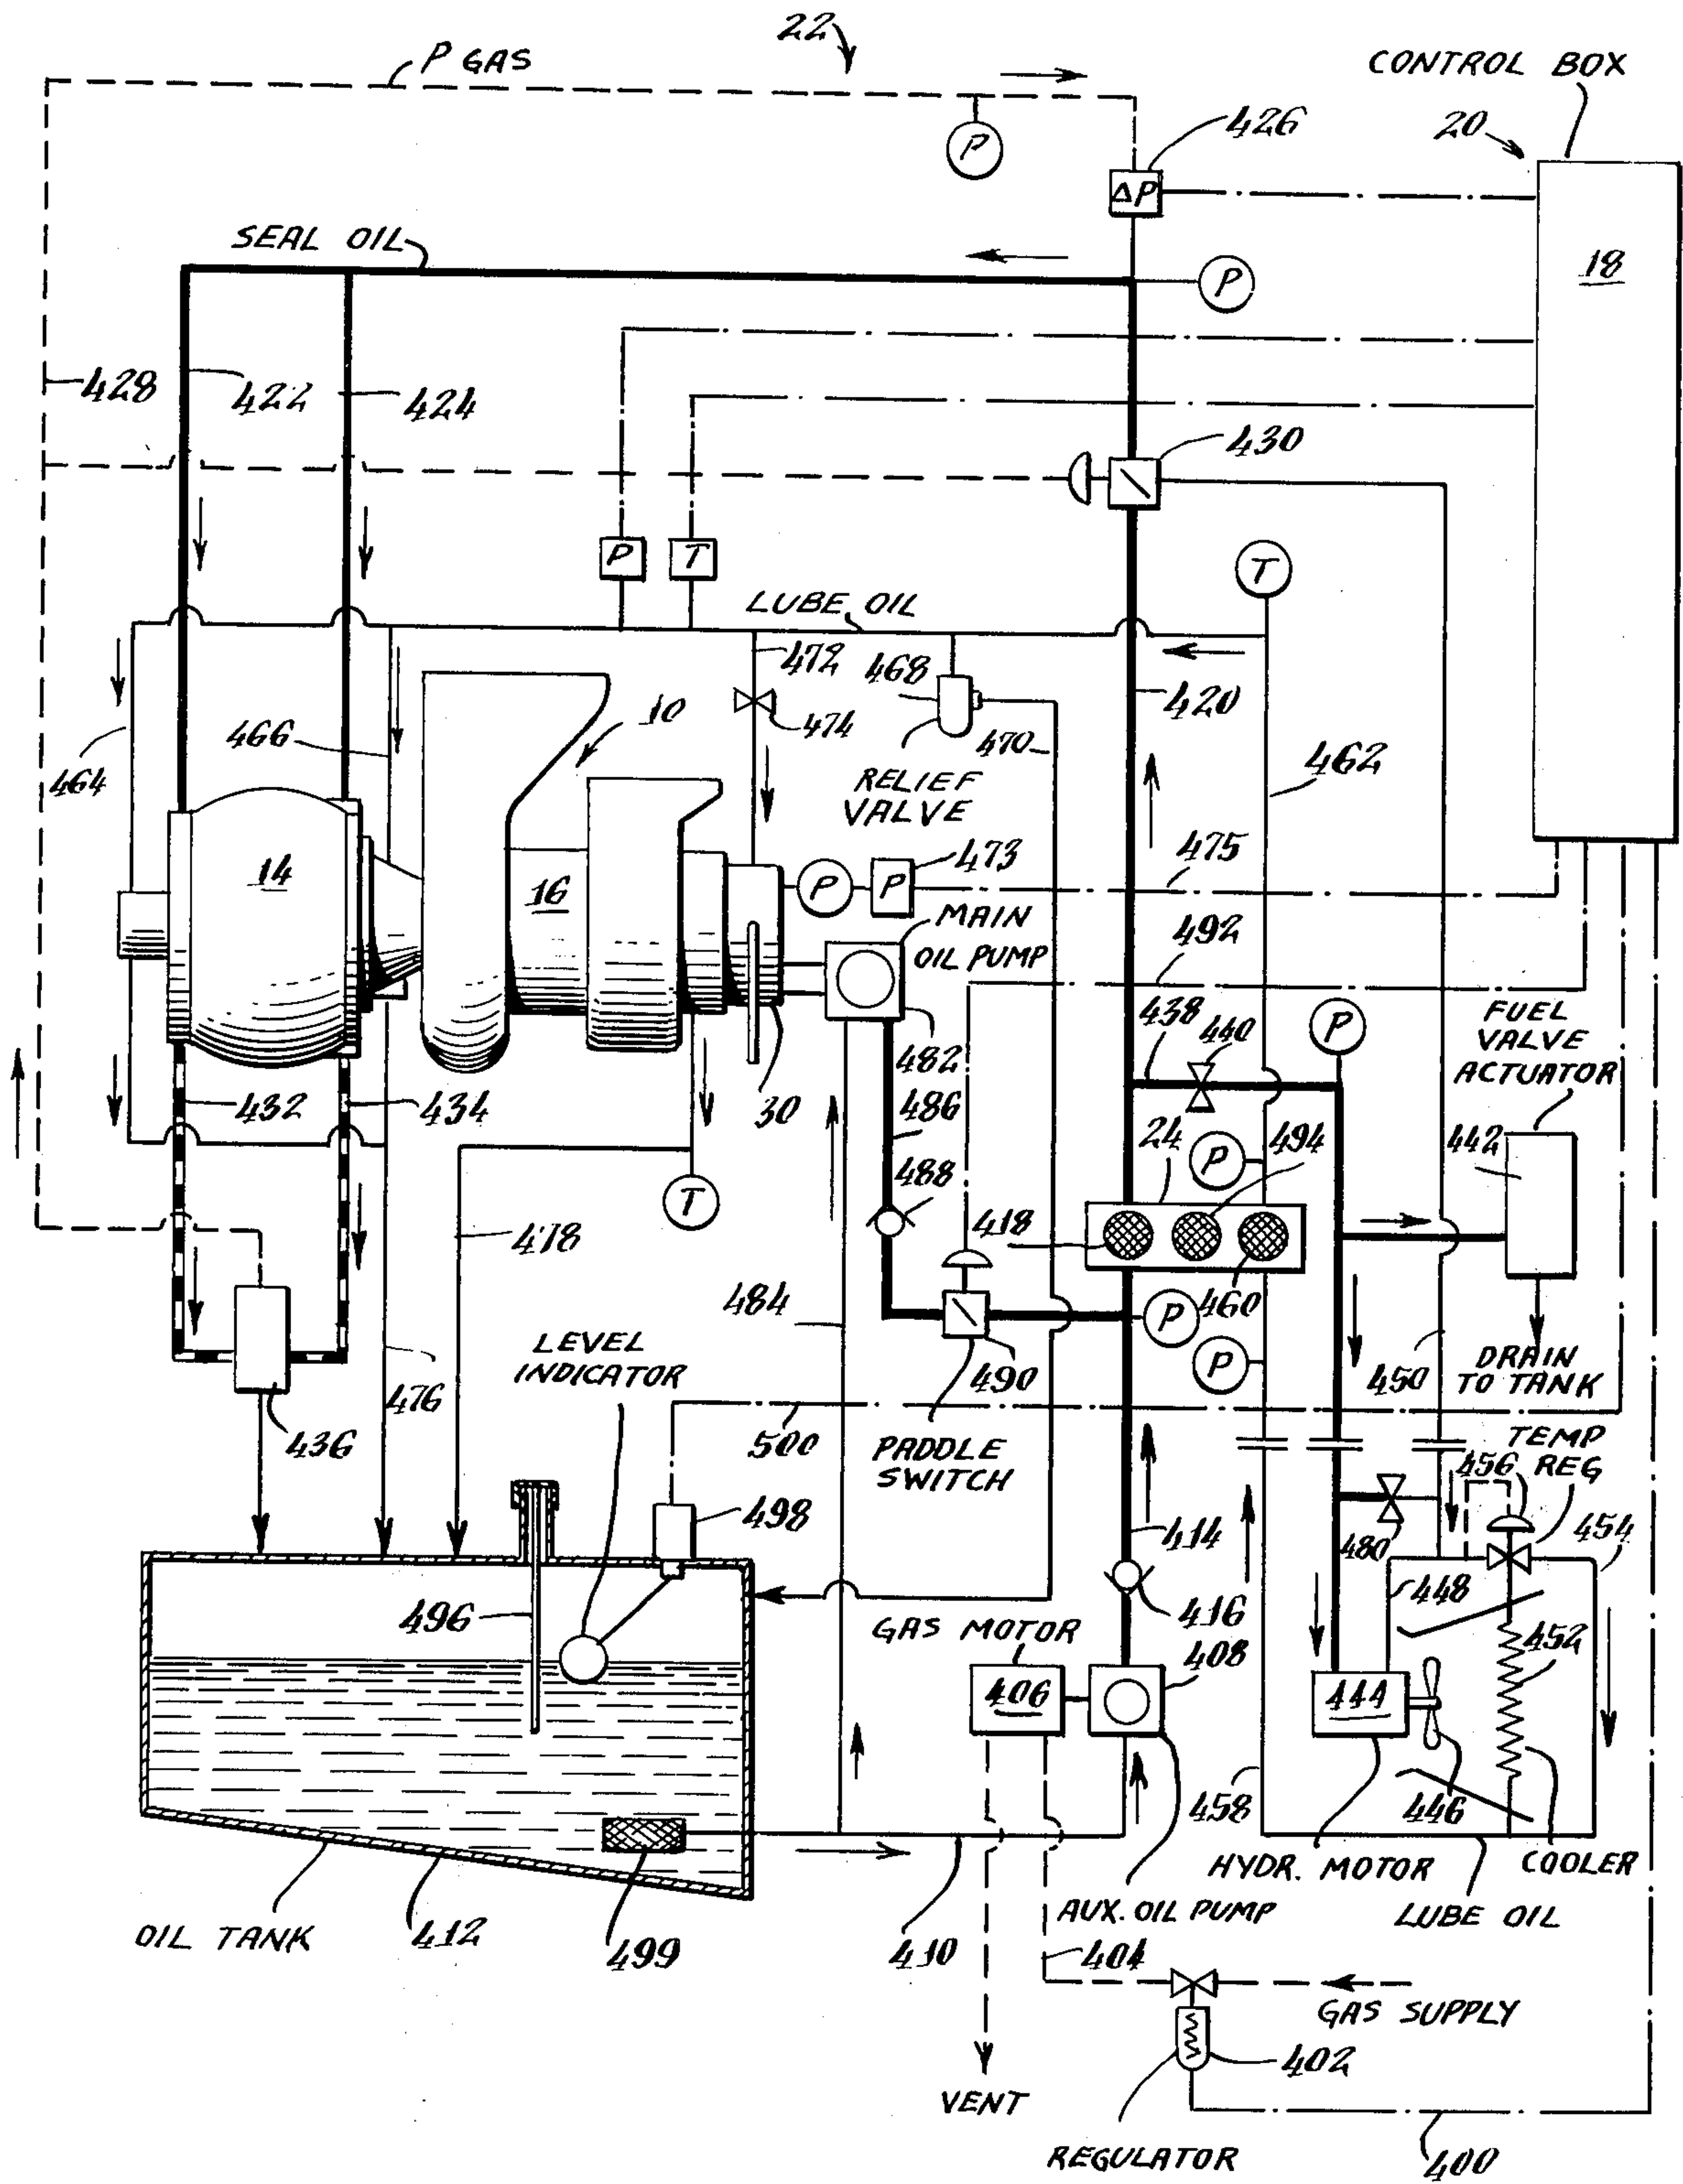 22
P GAS
CONTROL BOX
P
426
20
ΔP
SEAL OIL
18
P
428
422
424
430
P
T
T
LUBE OIL
472
468
420
10
474
466
470
462
464
RELIEF
VALVE
14
16
P
P
473
475
MAIN
OIL PUMP
492
438
440
P
FUEL
VALVE
ACTUATOR
482
432
434
30
486
24
494
442
P
488
T
418
478
460
484
P
LEVEL
INDICATOR
490
P
DRAIN
TO TANK
450
476
436
500
PADDLE
SWITCH
TEMP
REG
456
498
414
480
454
496
448
416
GAS MOTOR
452
408
406
444
458
446
HYDR. MOTOR
COOLER
AUX. OIL PUMP
LUBE OIL
OIL TANK
412
499
410
404
GAS SUPPLY
402
VENT
REGULATOR
400